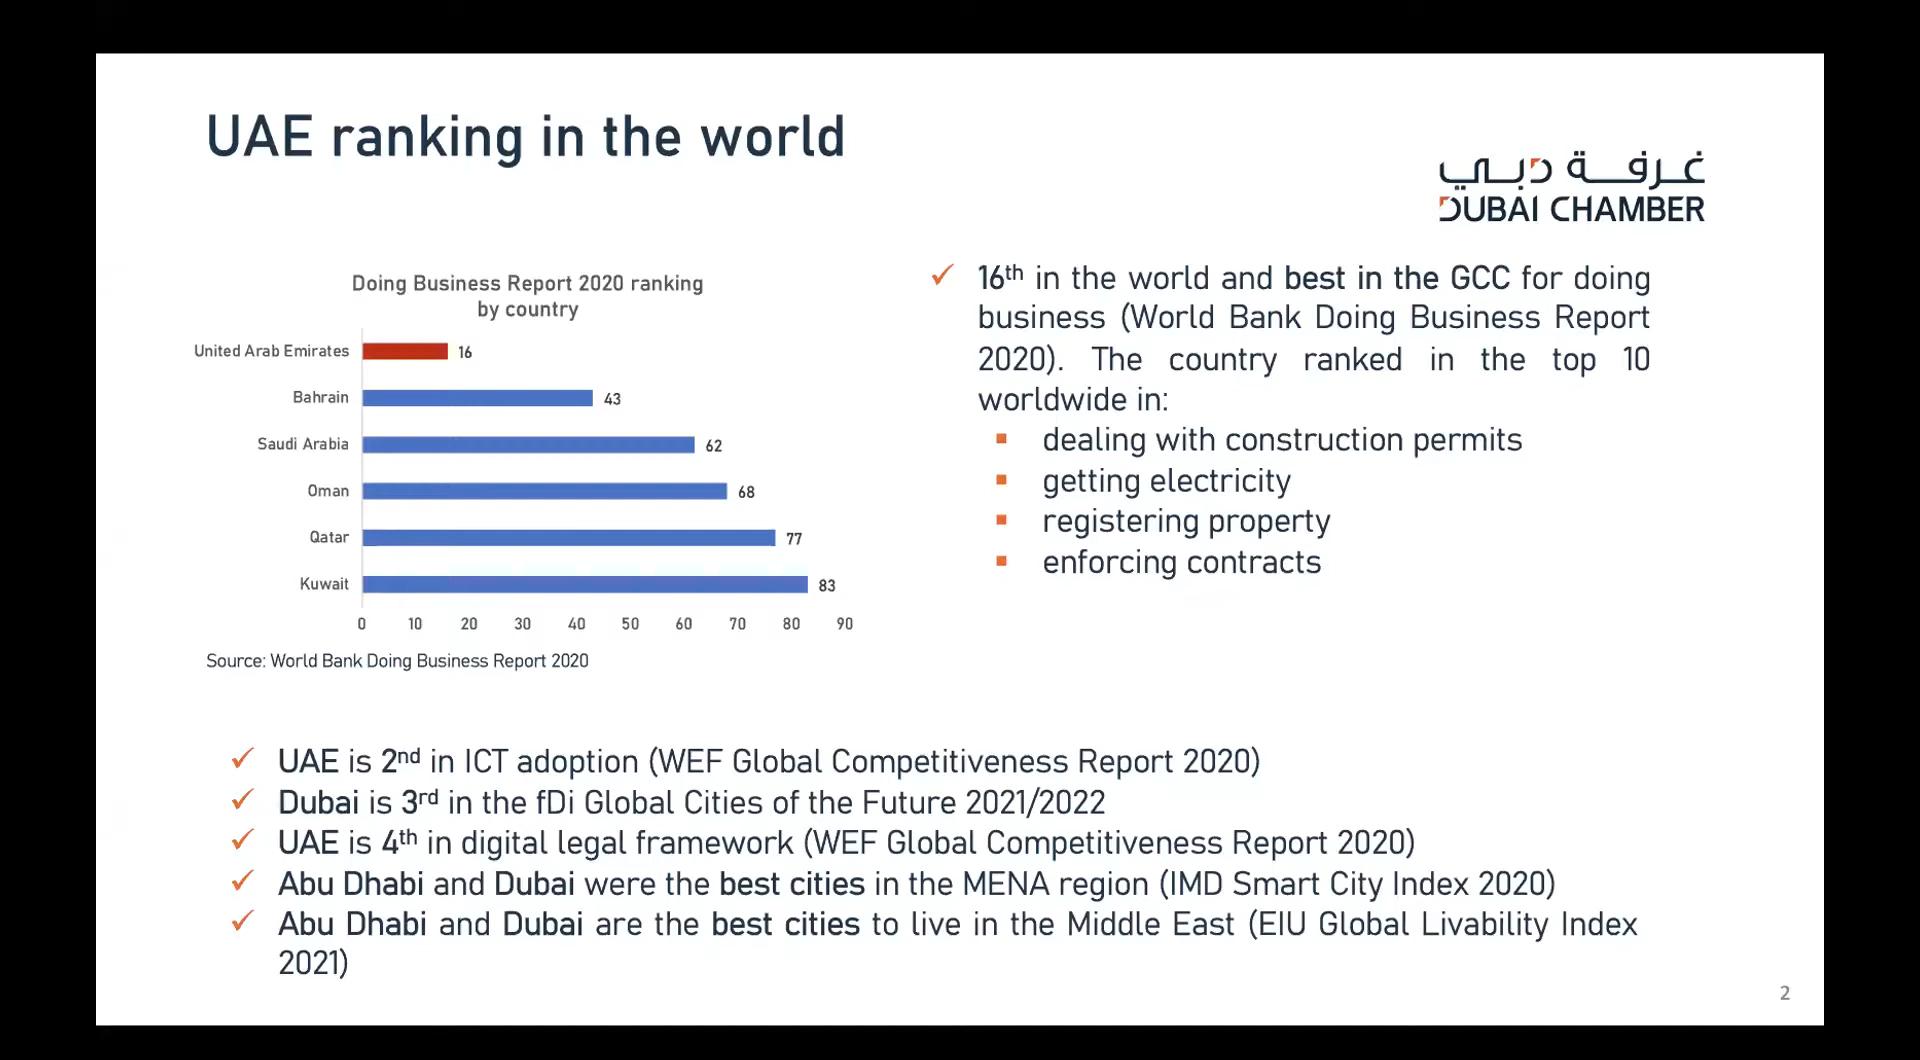 UAE ranking in the world
غرفة دبي
DUBAI CHAMBER
Doing Business Report 2020 ranking
by country
United Arab Emirates 16
Bahrain 43
Saudi Arabia 62
Oman 68
Qatar 77
Kuwait 83
0 10 20 30 40 50 60 70 80 90
Source: World Bank Doing Business Report 2020
✓ 16th in the world and best in the GCC for doing
business (World Bank Doing Business Report
2020). The country ranked in the top 10
worldwide in:
▪ dealing with construction permits
▪ getting electricity
▪ registering property
▪ enforcing contracts
✓ UAE is 2nd in ICT adoption (WEF Global Competitiveness Report 2020)
✓ Dubai is 3rd in the fDi Global Cities of the Future 2021/2022
✓ UAE is 4th in digital legal framework (WEF Global Competitiveness Report 2020)
✓ Abu Dhabi and Dubai were the best cities in the MENA region (IMD Smart City Index 2020)
✓ Abu Dhabi and Dubai are the best cities to live in the Middle East (EIU Global Livability Index
2021)
2